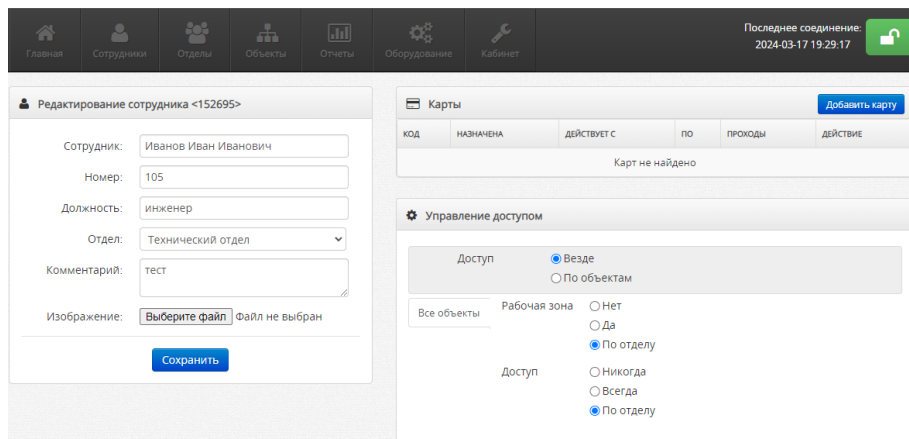 Главная Сотрудники Отделы Объекты Отчеты Оборудование Кабинет
Последнее соединение:
2024-03-17 19:29:17
Редактирование сотрудника <152695>
Сотрудник: Иванов Иван Иванович
Номер: 105
Должность: инженер
Отдел: Технический отдел
Комментарий: тест
Изображение: Выберите файл Файл не выбран
Сохранить
Карты Добавить карту
КОД НАЗНАЧЕНА ДЕЙСТВУЕТ С ПО ПРОХОДЫ ДЕЙСТВИЕ
Карт не найдено
Управление доступом
Доступ Везде
По объектам
Все объекты Рабочая зона Нет
Да
По отделу
Доступ Никогда
Всегда
По отделу